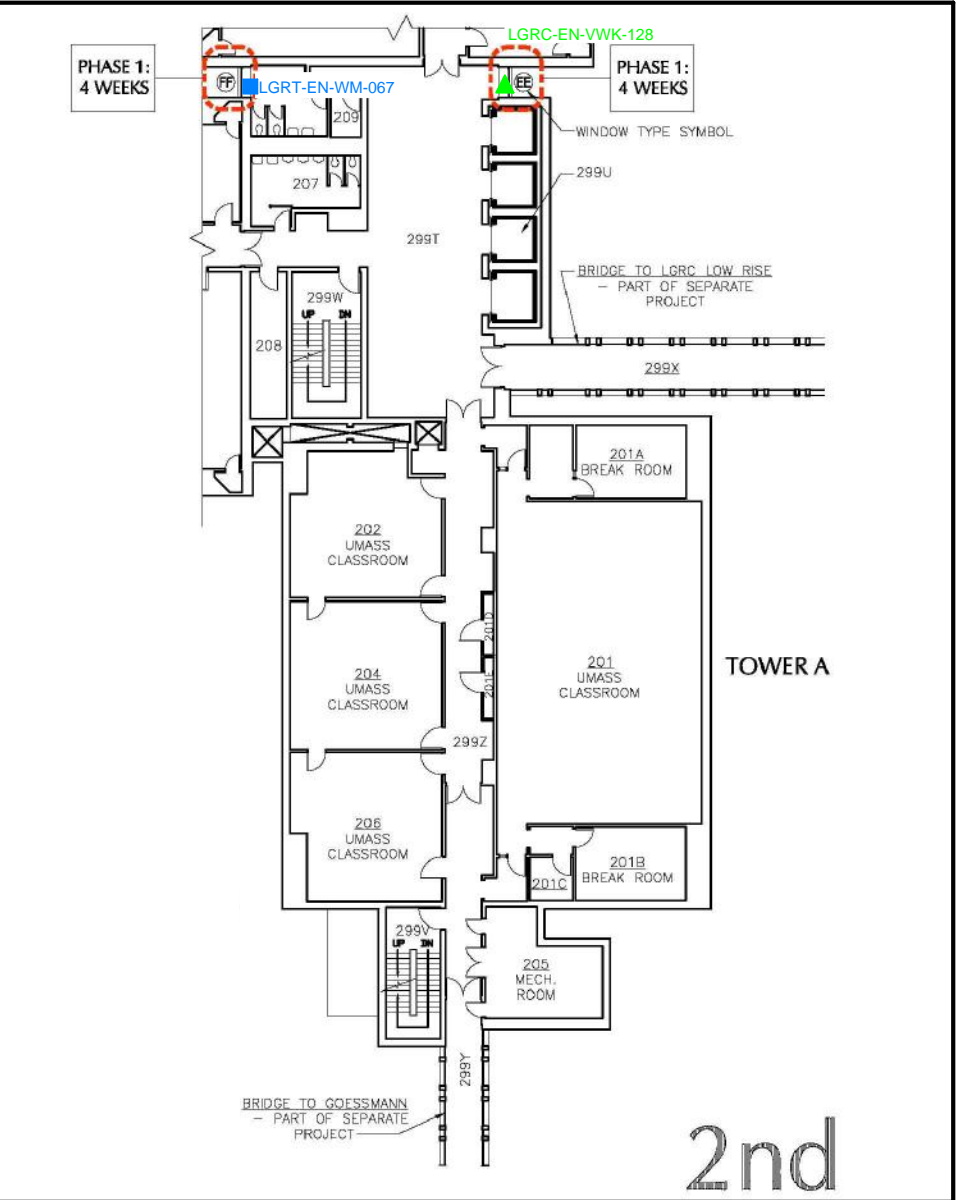 LGRC-EN-VWK-128
PHASE 1:
4 WEEKS
FF
LGRT-EN-WM-067
EE
PHASE 1:
4 WEEKS
209
WINDOW TYPE SYMBOL
299U
207
299T
BRIDGE TO LGRC LOW RISE
– PART OF SEPARATE
PROJECT
299W
UP DN
208
299X
201A
BREAK ROOM
202
UMASS
CLASSROOM
201D
204
UMASS
CLASSROOM
201E
201
UMASS
CLASSROOM
TOWER A
299Z
206
UMASS
CLASSROOM
201B
BREAK ROOM
201C
299V
UP DN
205
MECH.
ROOM
299Y
BRIDGE TO GOESSMANN
– PART OF SEPARATE
PROJECT
2nd